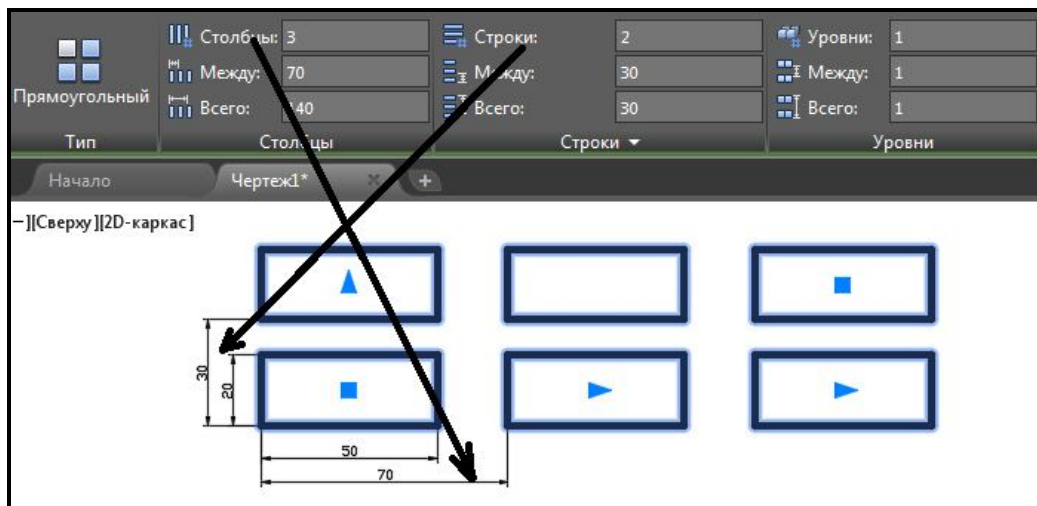 Столбцы: 3 Строки: 2 Уровни: 1
Между: 70 Между: 30 Между: 1
Прямоугольный
Всего: 140 Всего: 30 Всего: 1
Тип Столбцы Строки Уровни
Начало Чертеж1* × +
–][Сверху][2D-каркас]
30
20
50
70